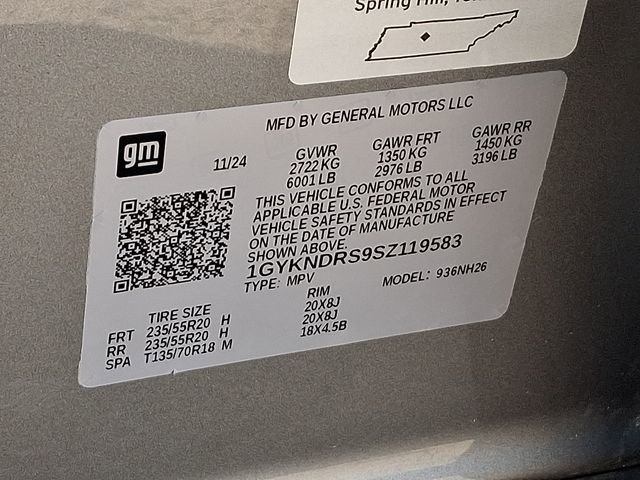 Spring Hill,
MFD BY GENERAL MOTORS LLC
gm
11/24
GVWR GAWR FRT GAWR RR
2722 KG 1350 KG 1450 KG
6001 LB 2976 LB 3196 LB
THIS VEHICLE CONFORMS TO ALL
APPLICABLE U.S. FEDERAL MOTOR
VEHICLE SAFETY STANDARDS IN EFFECT
ON THE DATE OF MANUFACTURE
SHOWN ABOVE.
1GYKNDRS9SZ119583
TYPE: MPV MODEL: 936NH26
TIRE SIZE RIM
FRT 235/55R20 H 20X8J
RR 235/55R20 H 20X8J
SPA T135/70R18 M 18X4.5B